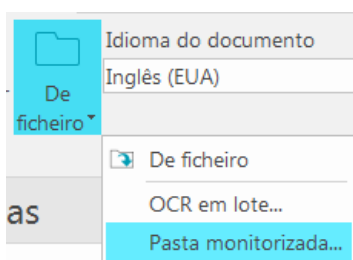 Idioma do documento
Inglês (EUA)
De
ficheiro
De ficheiro
OCR em lote...
Pasta monitorizada...
as